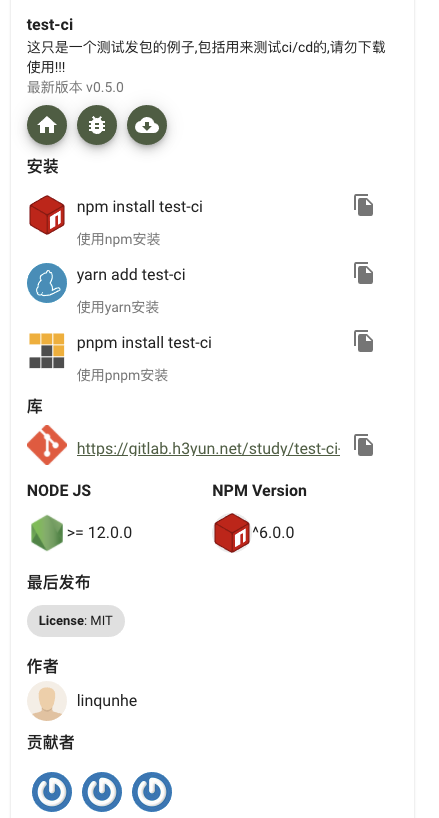 test-ci
这只是一个测试发包的例子,包括用来测试ci/cd的,请勿下载
使用!!!
最新版本 v0.5.0
安装
npm install test-ci
使用npm安装
yarn add test-ci
使用yarn安装
pnpm install test-ci
使用pnpm安装
库
https://gitlab.h3yun.net/study/test-ci-
NODE JS
NPM Version
>= 12.0.0
^6.0.0
最后发布
License: MIT
作者
linqunhe
贡献者